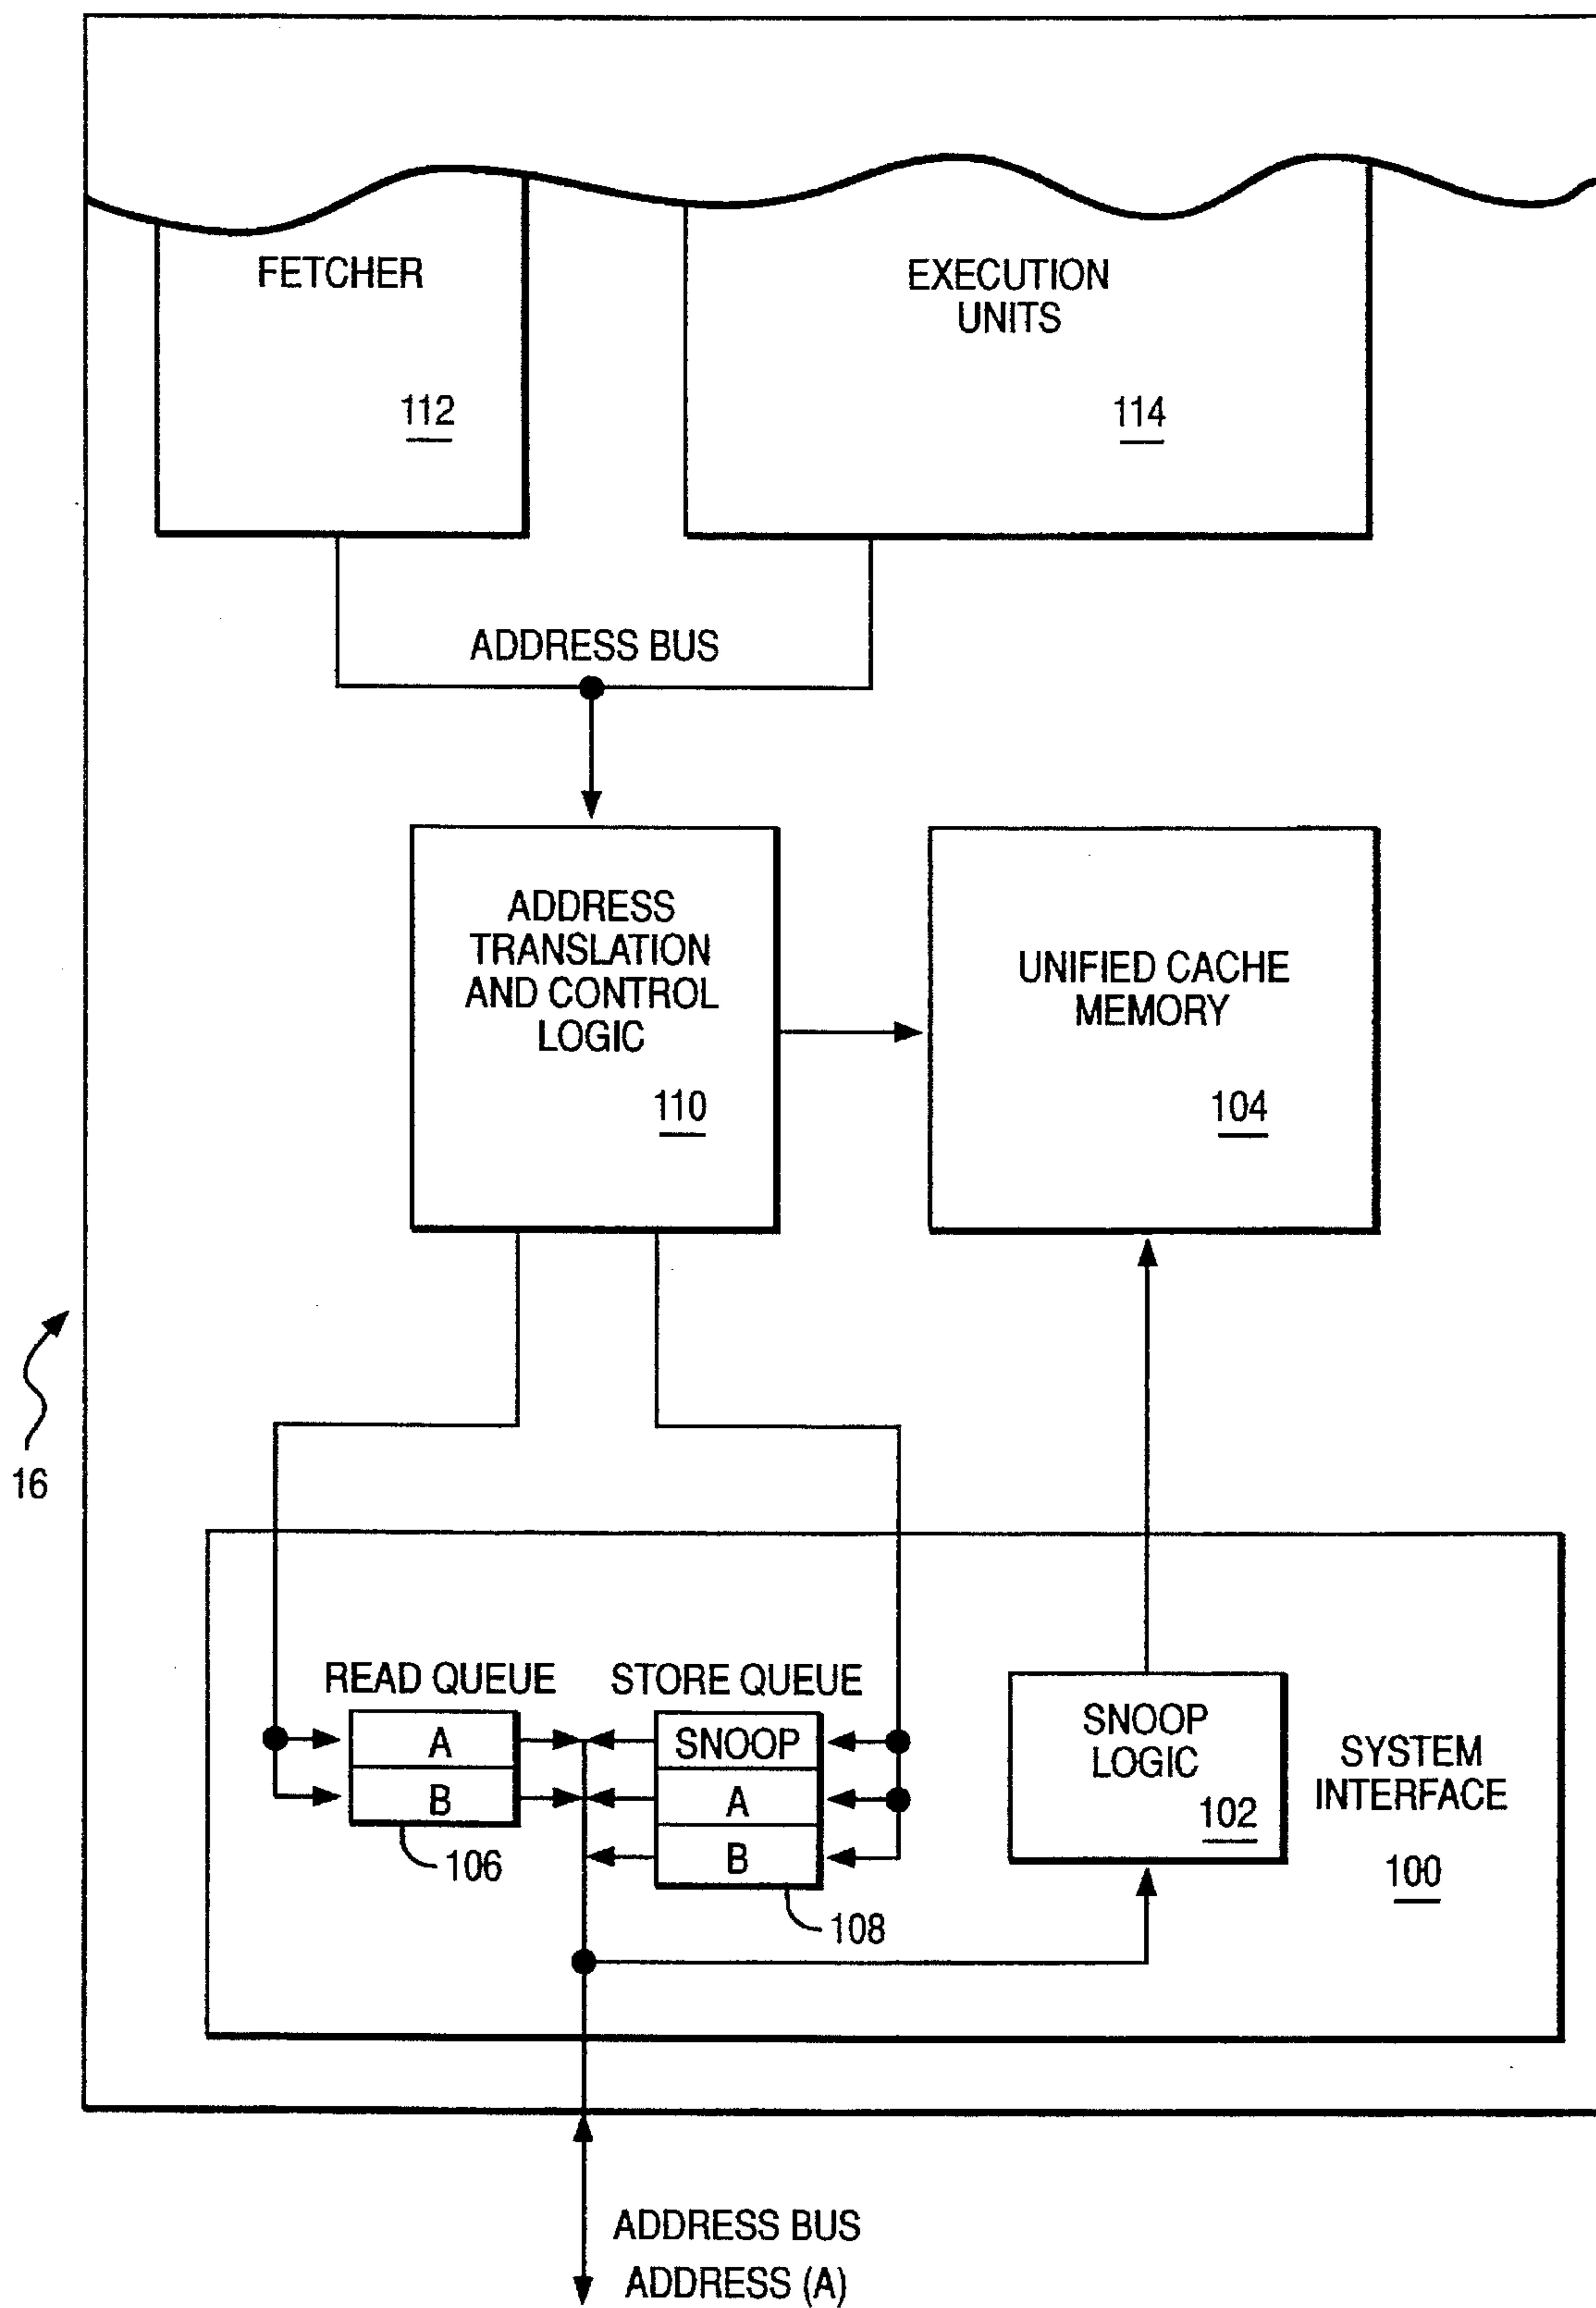 FETCHER
112
EXECUTION
UNITS
114
ADDRESS BUS
ADDRESS
TRANSLATION
AND CONTROL
LOGIC
110
UNIFIED CACHE
MEMORY
104
16
READ QUEUE
A
B
106
STORE QUEUE
SNOOP
A
B
108
SNOOP
LOGIC
102
SYSTEM
INTERFACE
100
ADDRESS BUS
ADDRESS (A)